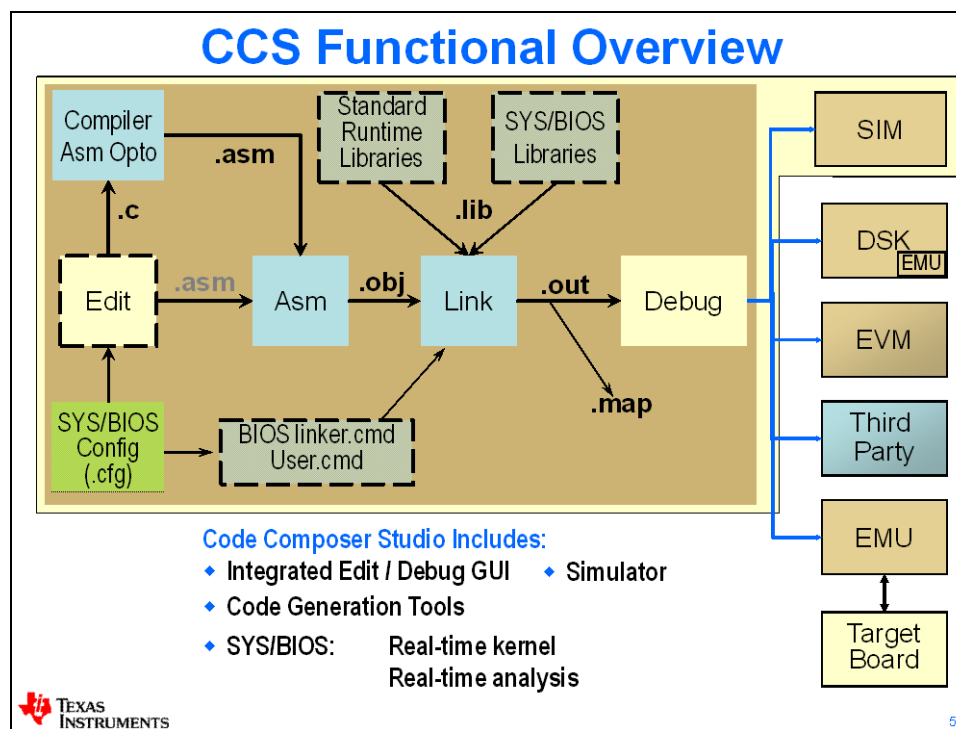 CCS Functional Overview
Compiler
Asm Opto
.asm
Standard
Runtime
Libraries
SYS/BIOS
Libraries
SIM
.c
.lib
DSK
EMU
Edit
.asm
Asm
.obj
Link
.out
Debug
EVM
.map
SYS/BIOS
Config
(.cfg)
BIOS linker.cmd
User.cmd
Third
Party
EMU
Code Composer Studio Includes:
◆ Integrated Edit / Debug GUI ◆ Simulator
◆ Code Generation Tools
◆ SYS/BIOS: Real-time kernel
Real-time analysis
Target
Board
TEXAS
INSTRUMENTS
5